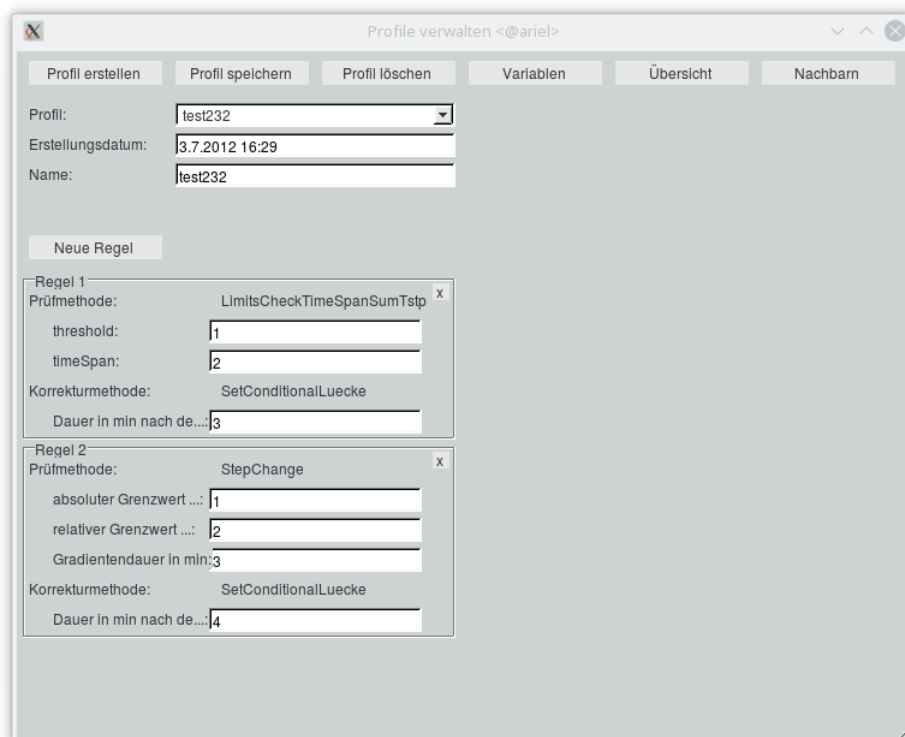 Profile verwalten <@ariel>
Profil erstellen Profil speichern Profil löschen Variablen Übersicht Nachbarn
Profil: test232
Erstellungsdatum: 3.7.2012 16:29
Name: test232
Neue Regel
Regel 1
x
Prüfmethode: LimitsCheckTimeSpanSumTstp
threshold: 1
timeSpan: 2
Korrekturmethode: SetConditionalLuecke
Dauer in min nach de...: 3
Regel 2
x
Prüfmethode: StepChange
absoluter Grenzwert ...: 1
relativer Grenzwert ...: 2
Gradientendauer in min: 3
Korrekturmethode: SetConditionalLuecke
Dauer in min nach de...: 4